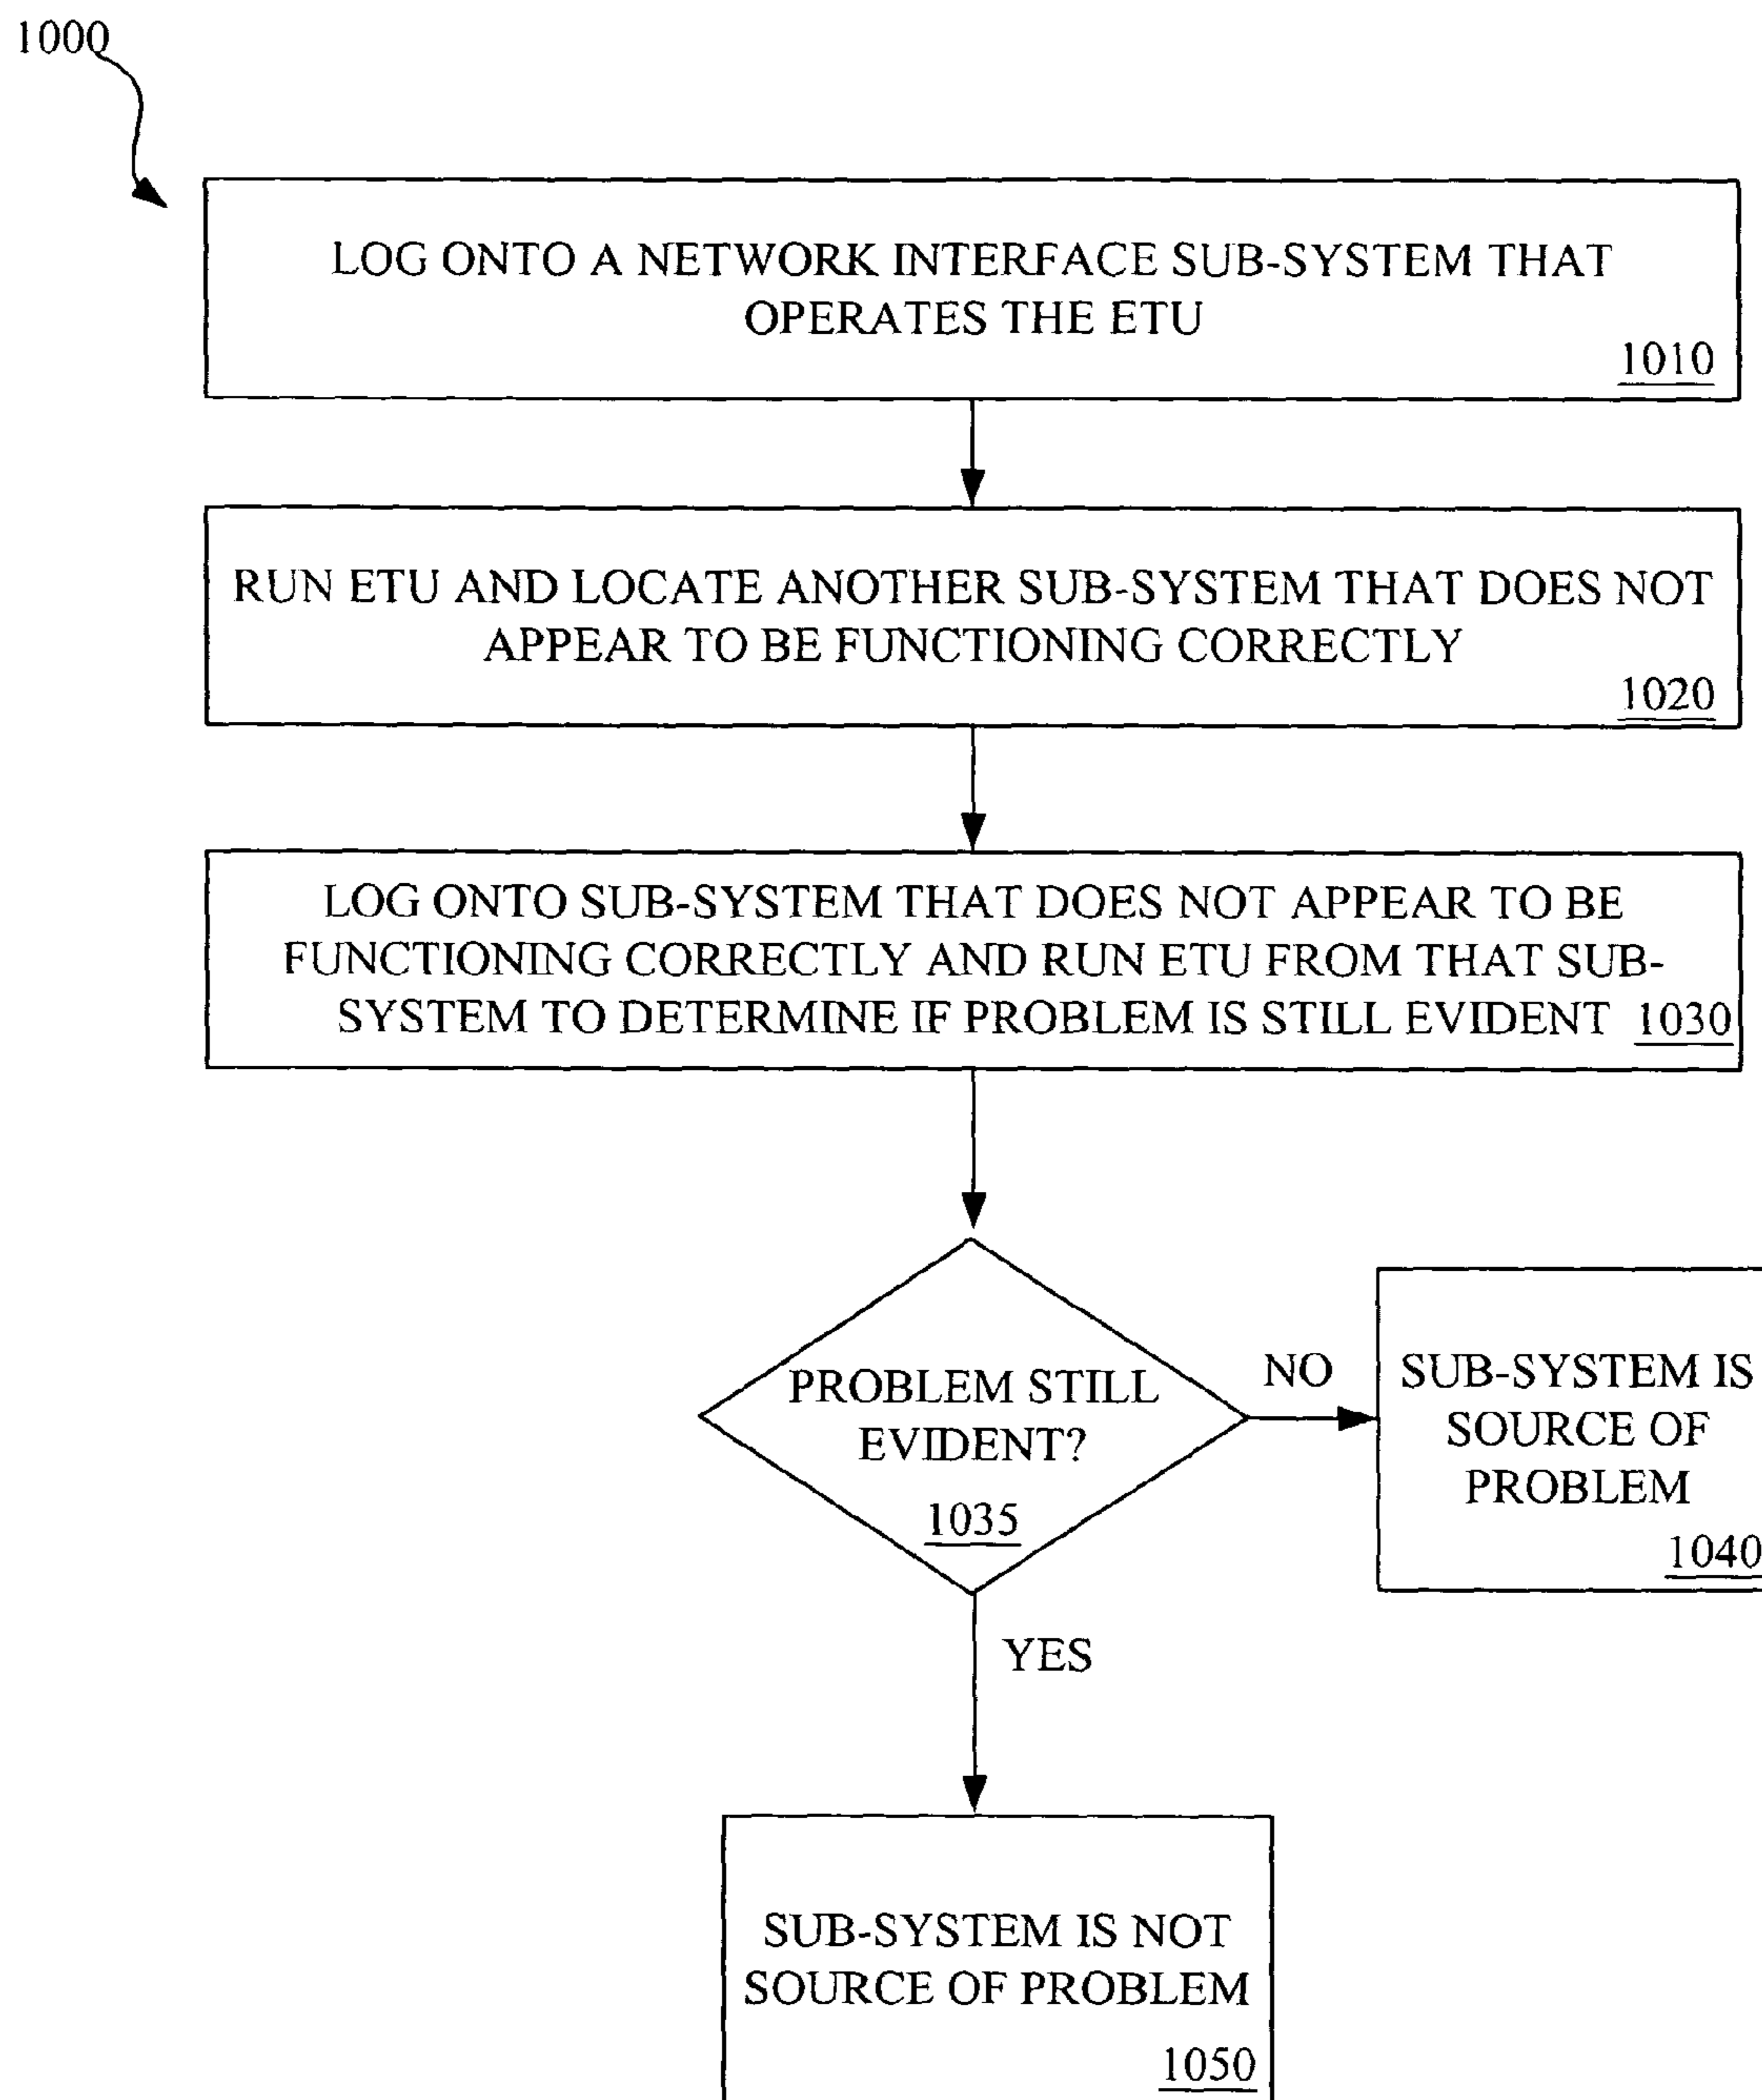 1000
LOG ONTO A NETWORK INTERFACE SUB-SYSTEM THAT
OPERATES THE ETU
1010
RUN ETU AND LOCATE ANOTHER SUB-SYSTEM THAT DOES NOT
APPEAR TO BE FUNCTIONING CORRECTLY
1020
LOG ONTO SUB-SYSTEM THAT DOES NOT APPEAR TO BE
FUNCTIONING CORRECTLY AND RUN ETU FROM THAT SUB-
SYSTEM TO DETERMINE IF PROBLEM IS STILL EVIDENT 1030
PROBLEM STILL
EVIDENT?
1035
NO
SUB-SYSTEM IS
SOURCE OF
PROBLEM
1040
YES
SUB-SYSTEM IS NOT
SOURCE OF PROBLEM
1050